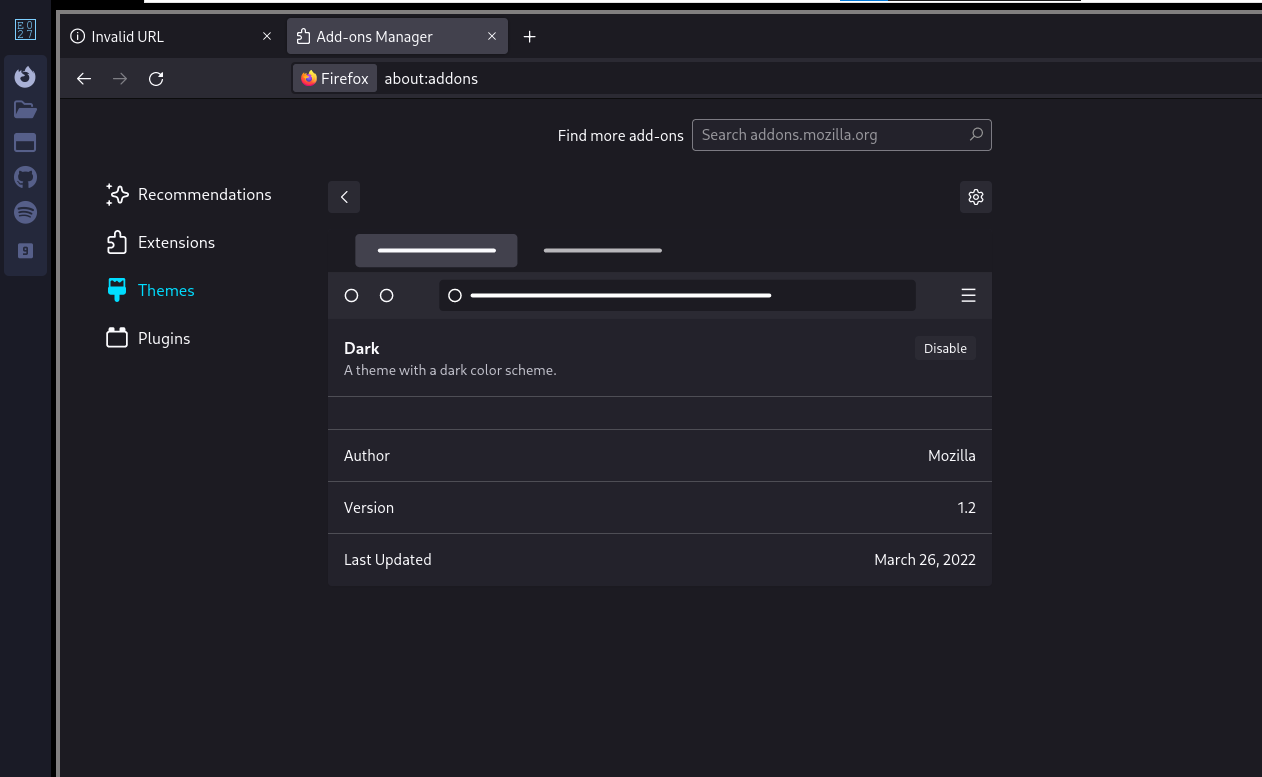 E0
27
Invalid URL
Add-ons Manager
Firefox about:addons
Find more add-ons Search addons.mozilla.org
Recommendations
Extensions
Themes
Plugins
9
Dark
Disable
A theme with a dark color scheme.
Author Mozilla
Version 1.2
Last Updated March 26, 2022